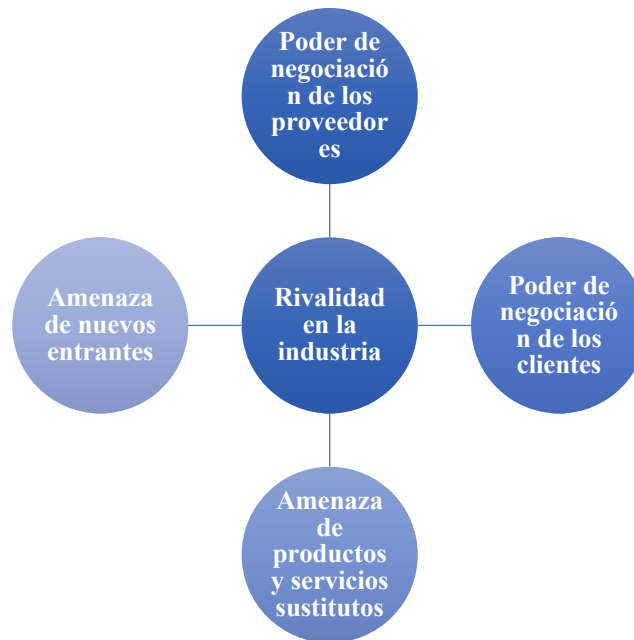 Poder de
negociació
n de los
proveedor
es
Amenaza
de nuevos
entrantes
Rivalidad
en la
industria
Poder de
negociació
n de los
clientes
Amenaza
de
productos
y servicios
sustitutos